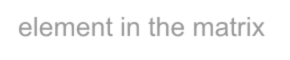 element in the matrix